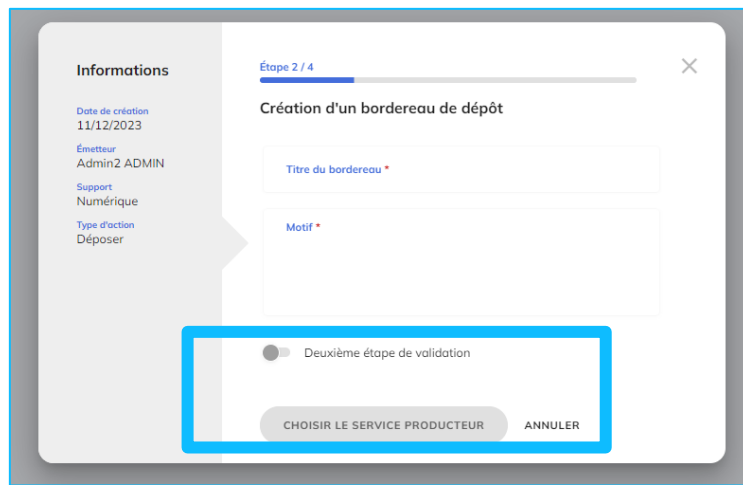 Informations
Date de création
11/12/2023
Émetteur
Admin2 ADMIN
Support
Numérique
Type d'action
Déposer
Étape 2 / 4
Création d'un bordereau de dépôt
Titre du bordereau *
Motif *
Deuxième étape de validation
CHOISIR LE SERVICE PRODUCTEUR ANNULER